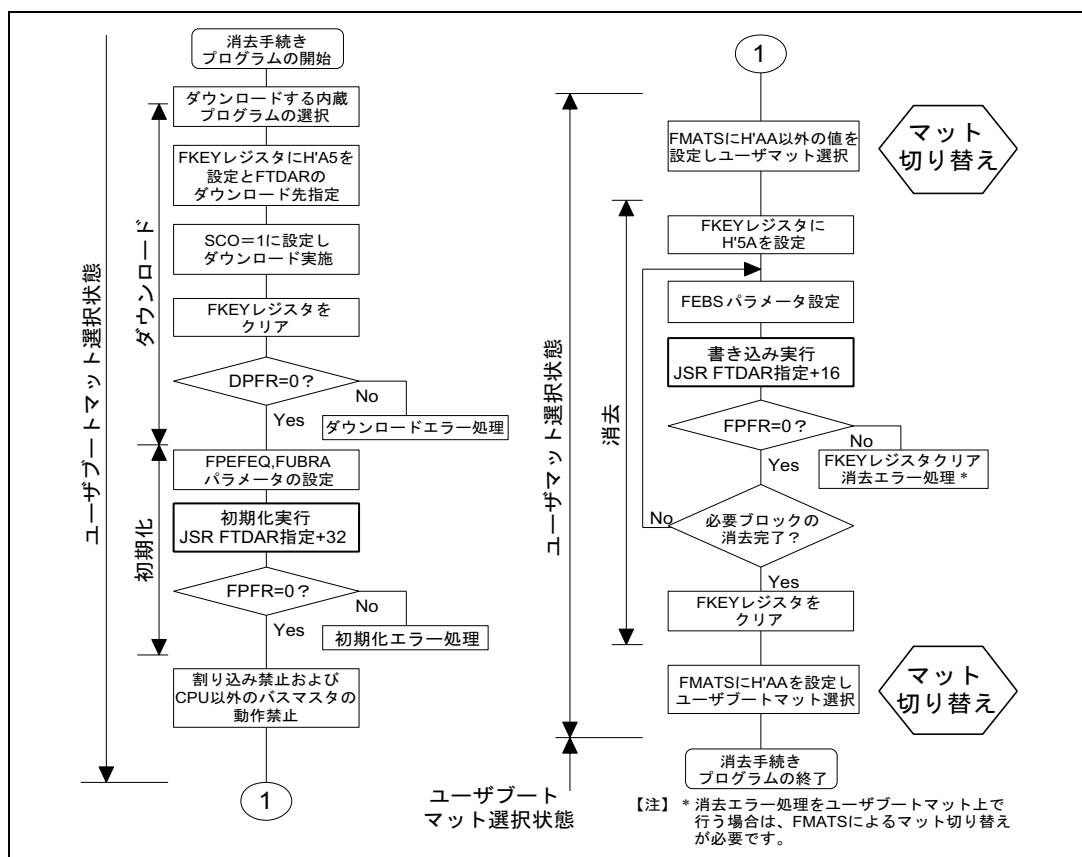 消去手続き
プログラムの開始
ダウンロードする内蔵
プログラムの選択
FKEYレジスタにH'A5を
設定とFTDARの
ダウンロード先指定
SCO=1に設定し
ダウンロード実施
FKEYレジスタを
クリア
DPFR=0?
No
Yes
ダウンロードエラー処理
FPEFEQ,FUBRA
パラメータの設定
初期化実行
JSR FTDAR指定+32
FPFR=0?
No
Yes
初期化エラー処理
割り込み禁止および
CPU以外のバスマスタの
動作禁止
1
ユーザブートマット選択状態
ダウンロード
初期化
1
FMATSにH'AA以外の値を
設定しユーザマット選択
マット
切り替え
FKEYレジスタに
H'5Aを設定
FEBSパラメータ設定
書き込み実行
JSR FTDAR指定+16
FPFR=0?
No
Yes
FKEYレジスタクリア
消去エラー処理 *
No
必要ブロックの
消去完了?
Yes
FKEYレジスタを
クリア
FMATSにH'AAを設定し
ユーザブートマット選択
マット
切り替え
消去手続き
プログラムの終了
ユーザマット選択状態
消去
ユーザブート
マット選択状態
【注】 * 消去エラー処理をユーザブートマット上で
行う場合は、FMATSによるマット切り替え
が必要です。